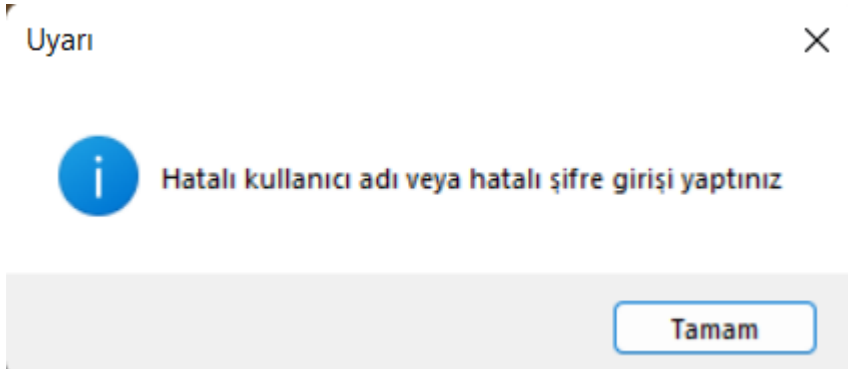 Uyarı
Hatalı kullanıcı adı veya hatalı şifre girişi yaptınız
Tamam